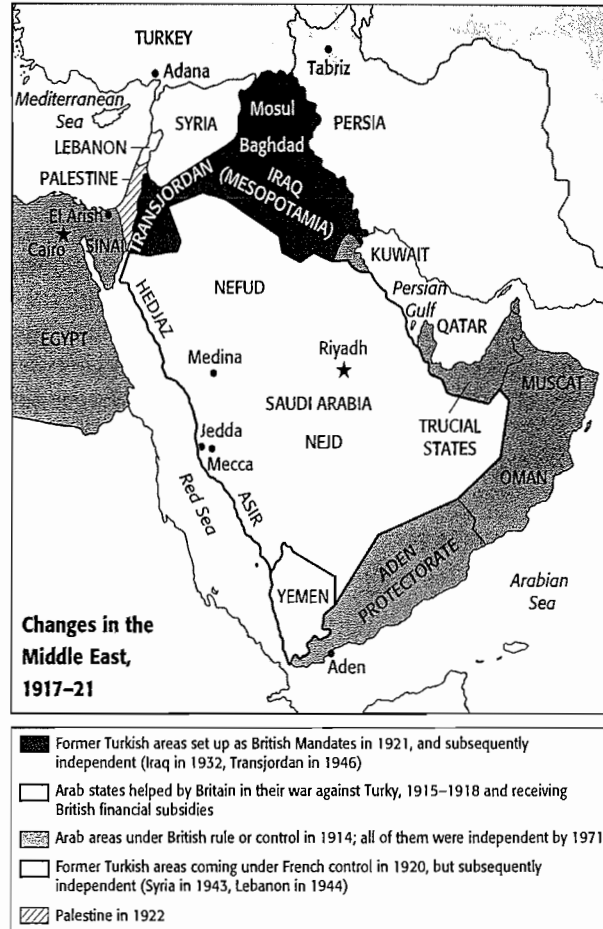 TURKEY
Adana
Tabriz
Mediterranean
Sea
SYRIA
Mosul
PERSIA
LEBANON
Baghdad
PALESTINE
TRANSJORDAN
IRAQ
(MESOPOTAMIA)
El Arish
Cairo
SINAI
KUWAIT
NEFUD
Persian
Gulf
HEDJAZ
QATAR
EGYPT
Medina
Riyadh
MUSCAT
SAUDI ARABIA
TRUCIAL
STATES
Jedda
NEJD
Mecca
OMAN
Red Sea
ASIR
ADEN
PROTECTORATE
YEMEN
Arabian
Sea
Aden
Changes in the
Middle East,
1917–21
Former Turkish areas set up as British Mandates in 1921, and subsequently
independent (Iraq in 1932, Transjordan in 1946)
Arab states helped by Britain in their war against Turky, 1915–1918 and receiving
British financial subsidies
Arab areas under British rule or control in 1914; all of them were independent by 1971
Former Turkish areas coming under French control in 1920, but subsequently
independent (Syria in 1943, Lebanon in 1944)
Palestine in 1922